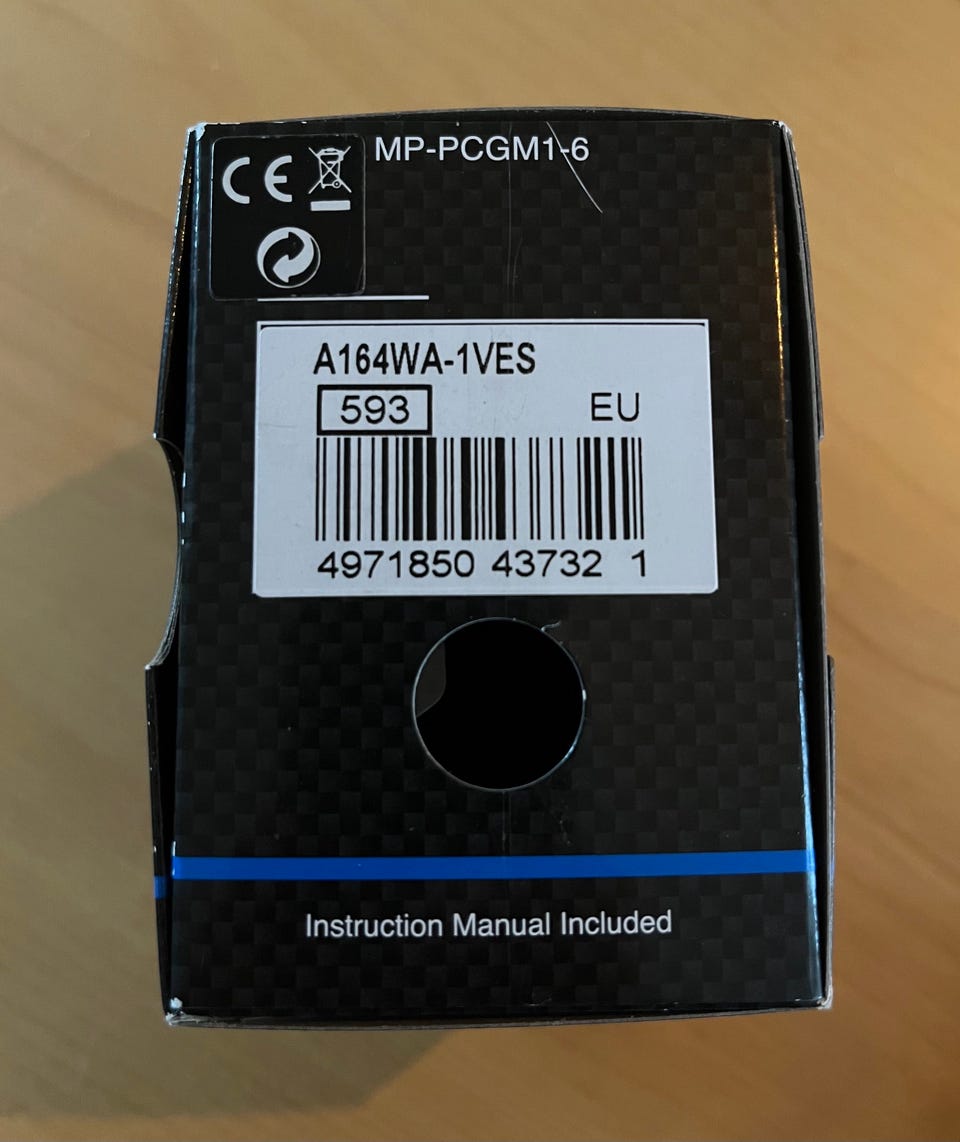 CE
MP-PCGM1-6
A164WA-1VES
593
EU
4971850 43732 1
Instruction Manual Included